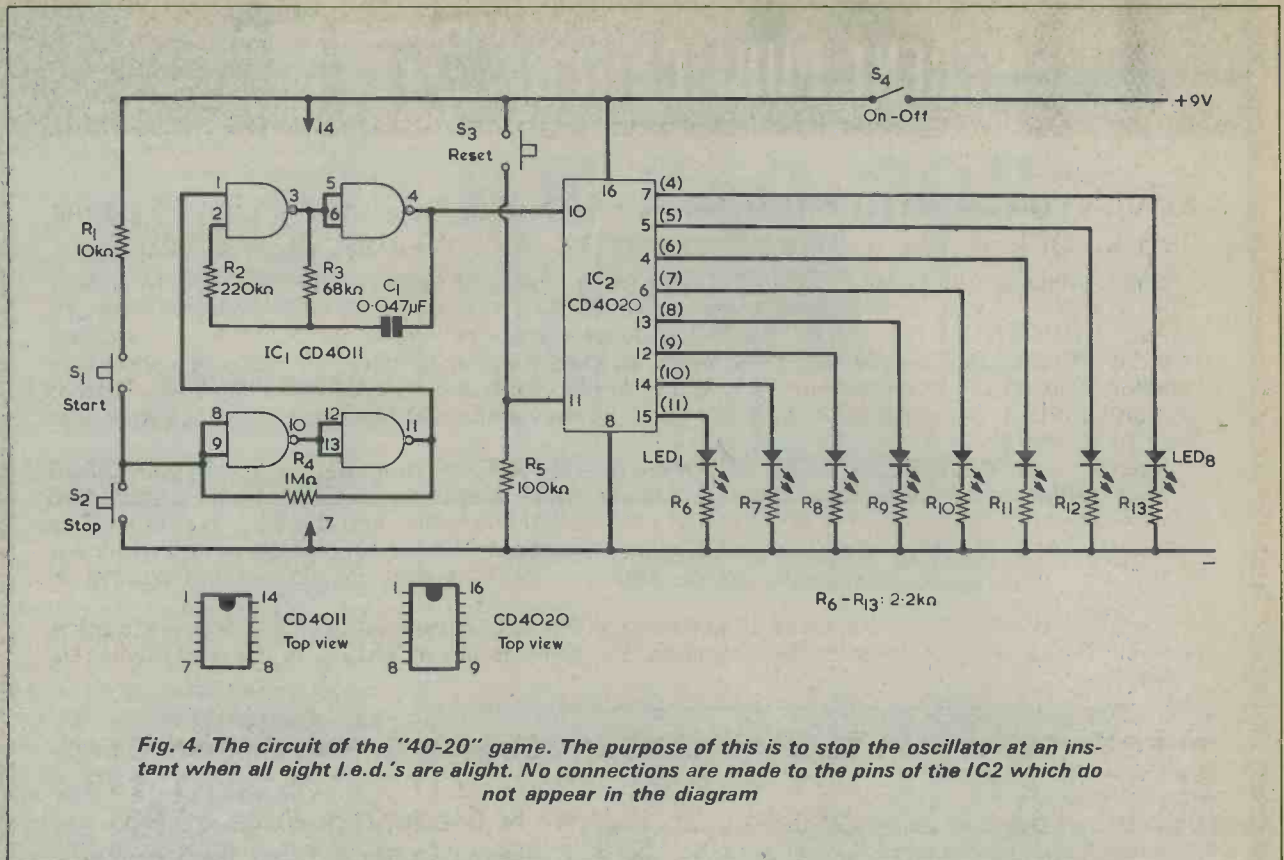 S4
On-Off
+9V
14
S3
Reset
16
1
2
3
5
6
4
10
7
(4)
5
(5)
4
(6)
6
(7)
13
(8)
12
(9)
14
(10)
15
(11)
11
8
IC2
CD4020
R1
10kΩ
R2
220kΩ
R3
68kΩ
C1
0·047µF
IC1 CD4011
S1
Start
8
9
10
12
13
11
R4
1MΩ
S2
Stop
7
R5
100kΩ
LED1
LED8
R6
R7
R8
R9
R10
R11
R12
R13
−
R6-R13: 2·2kΩ
1
14
7
8
CD4011
Top view
1
16
8
9
CD4020
Top view
Fig. 4. The circuit of the "40-20" game. The purpose of this is to stop the oscillator at an ins-
tant when all eight l.e.d.'s are alight. No connections are made to the pins of the IC2 which do
not appear in the diagram